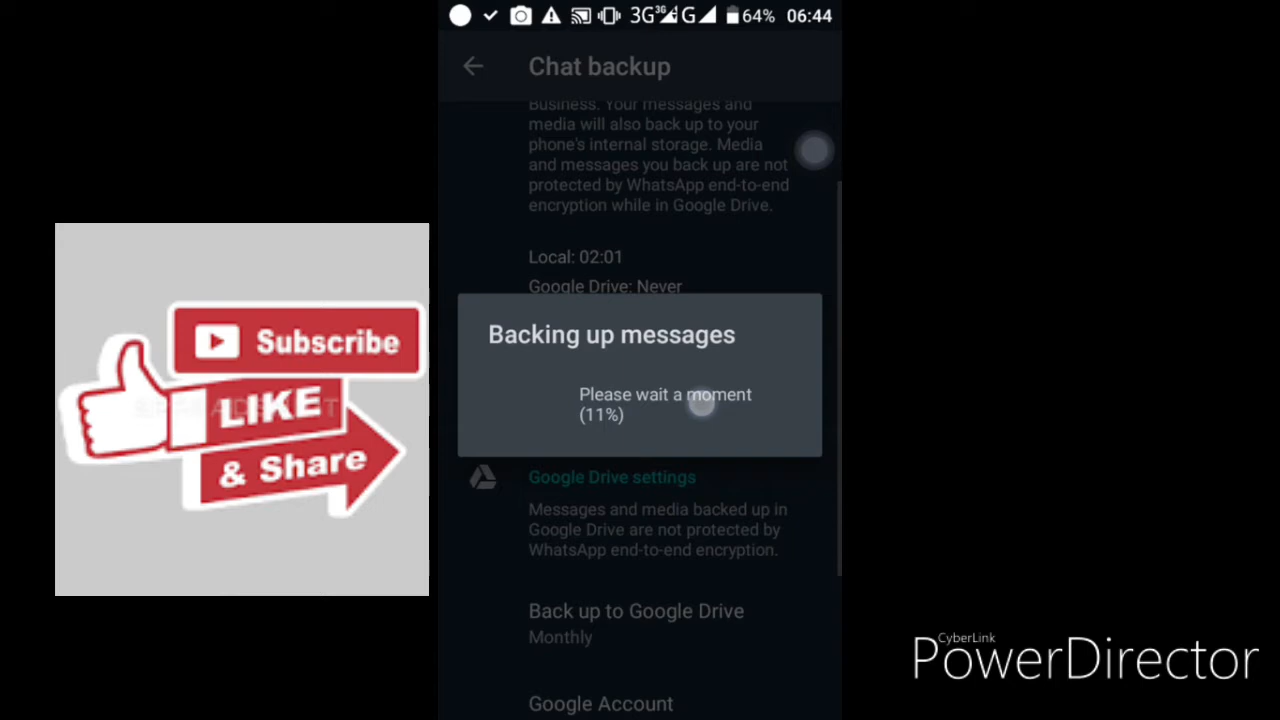 3G 3G G 64% 06:44
Chat backup
Business. Your messages and
media will also back up to your
phone's internal storage. Media
and messages you back up are not
protected by WhatsApp end-to-end
encryption while in Google Drive.
Local: 02:01
Google Drive: Never
Backing up messages
Please wait a moment
(11%)
Google Drive settings
Messages and media backed up in
Google Drive are not protected by
WhatsApp end-to-end encryption.
Back up to Google Drive
Monthly
Google Account
Subscribe
LIKE
& Share
CyberLink
PowerDirector